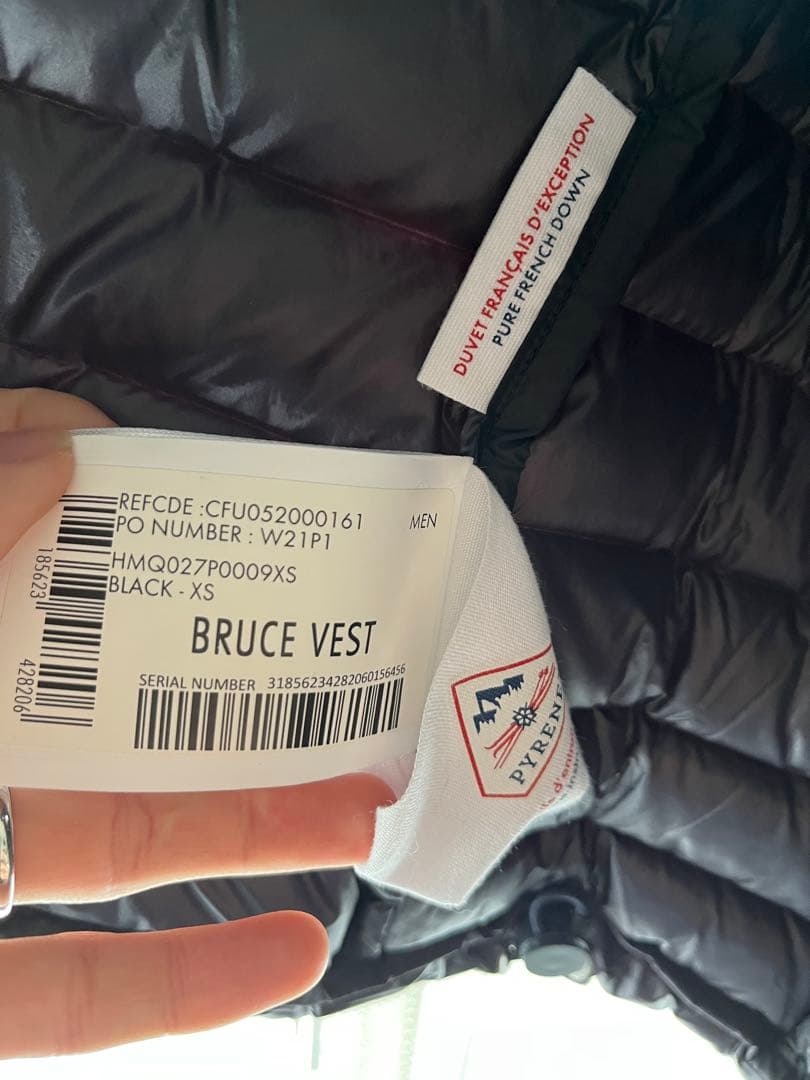 DUVET FRANÇAIS D'EXCEPTION
PURE FRENCH DOWN
REFCDE :CFU052000161
MEN
PO NUMBER : W21P1
HMQ027P0009XS
BLACK - XS
BRUCE VEST
SERIAL NUMBER 31856234282060156456
185623
428206
PYRENE